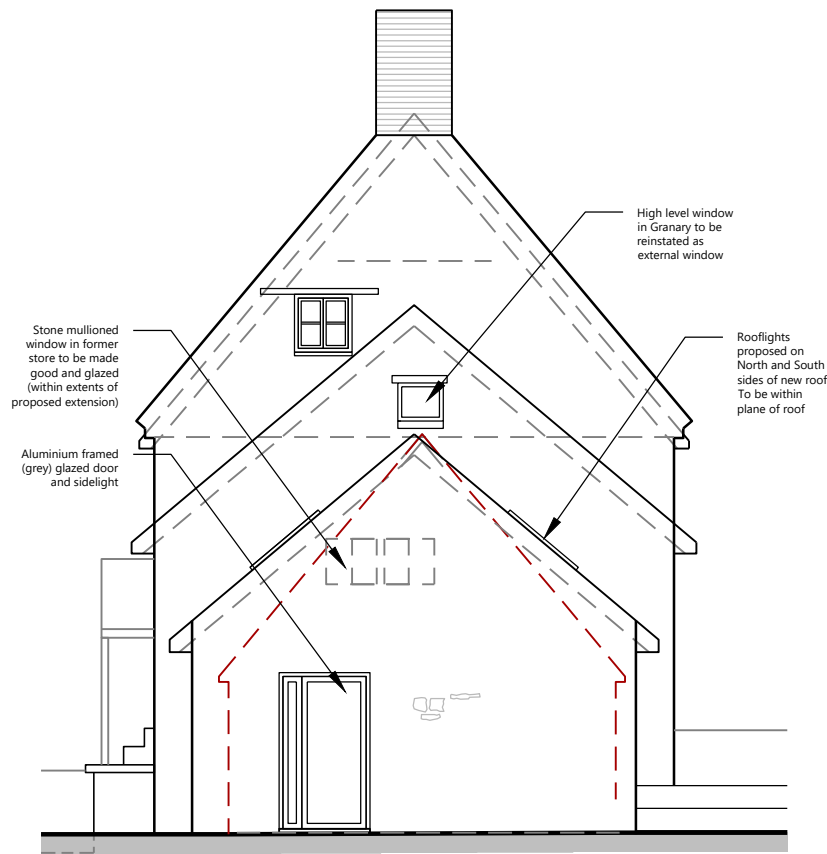 High level window
in Granary to be
reinstated as
external window
Stone mullioned
window in former
store to be made
good and glazed
(within extents of
proposed extension)
Rooflights
proposed on
North and South
sides of new roof
To be within
plane of roof
Aluminium framed
(grey) glazed door
and sidelight